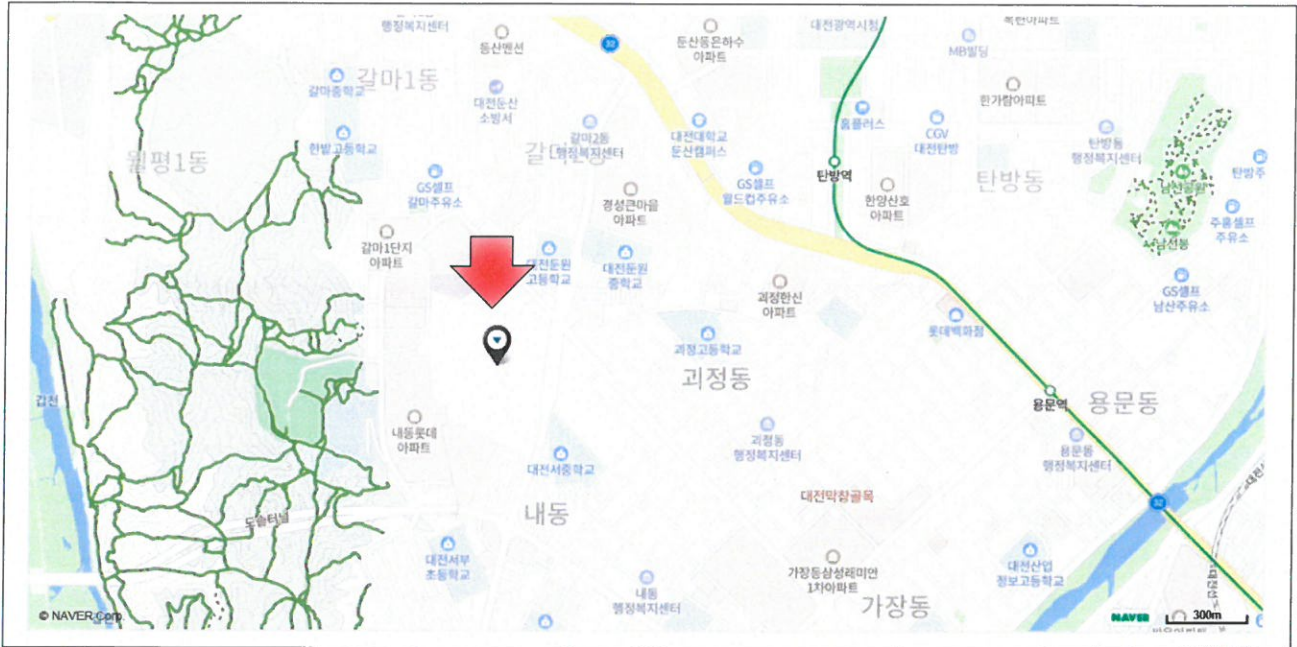 행정복지센터
둥산멘션
32
둔산동은하수
아파트
대전광역시청
MB빌딩
갈마중학교
갈마1동
대전둔산
소방서
한가람아파트
한밭고등학교
갈마2동
행정복지센터
대전대학교
둔산캠퍼스
홈플러스
CGV
대전탄방
탄방동
행정복지센터
월평1동
GS셀프
갈마주유소
경성큰마을
아파트
GS셀프
월드컵주유소
탄방역
한양산호
아파트
탄방동
남선공원
탄방주
갈마1단지
아파트
대전둔원
고등학교
대전둔원
중학교
남선봉
주흥셀프
주유소
괴정한신
아파트
GS셀프
남산주유소
괴정고등학교
롯데백화점
갑천
괴정동
용문역
용문동
내동롯데
아파트
괴정동
행정복지센터
용문동
행정복지센터
대전서중학교
대전막창골목
32
도솔터널
내동
대전서부
초등학교
내동
행정복지센터
가장동삼성래미안
1차아파트
대전산업
정보고등학교
대전선
가장동
© NAVER Corp.
NAVER
300m